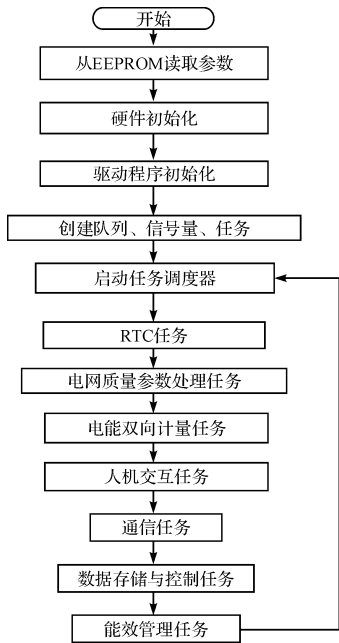 开始
从EEPROM读取参数
硬件初始化
驱动程序初始化
创建队列、信号量、任务
启动任务调度器
RTC任务
电网质量参数处理任务
电能双向计量任务
人机交互任务
通信任务
数据存储与控制任务
能效管理任务